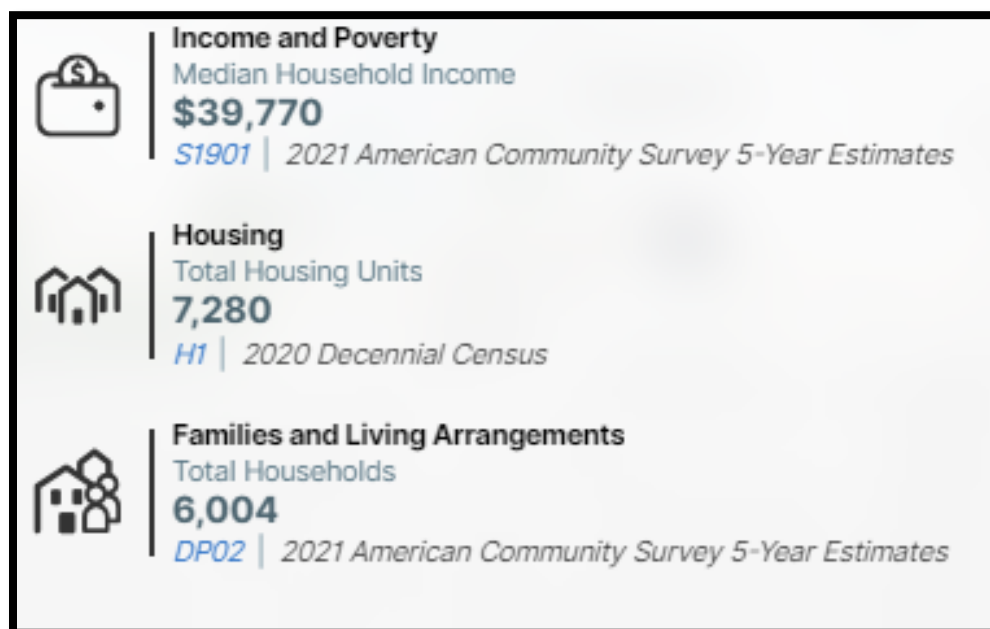 Income and Poverty
Median Household Income
$39,770
S1901 | 2021 American Community Survey 5-Year Estimates
Housing
Total Housing Units
7,280
H1 | 2020 Decennial Census
Families and Living Arrangements
Total Households
6,004
DP02 | 2021 American Community Survey 5-Year Estimates